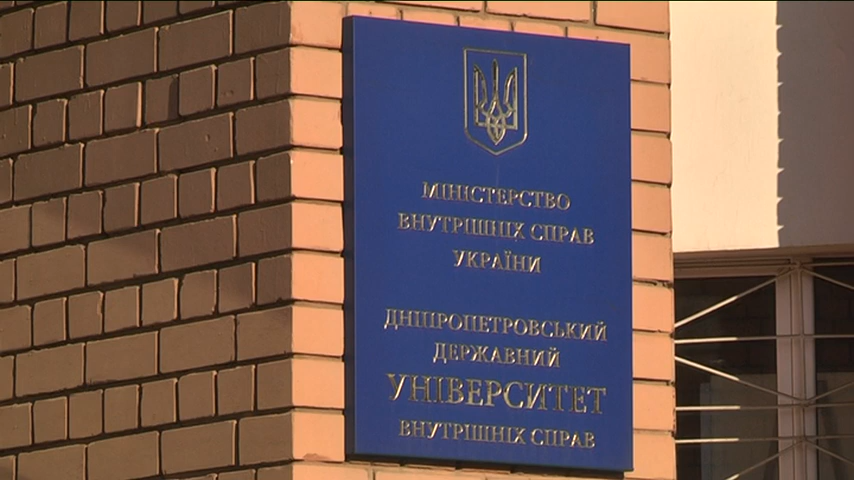 МІНІСТЕРСТВО
ВНУТРІШНІХ СПРАВ
УКРАЇНИ
ДНІПРОПЕТРОВСЬКИЙ
ДЕРЖАВНИЙ
УНІВЕРСИТЕТ
ВНУТРІШНІХ СПРАВ